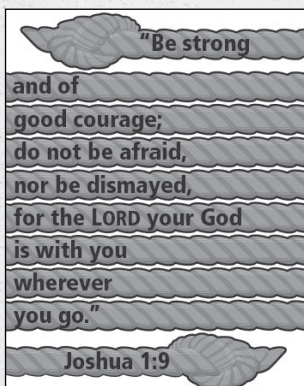 "Be strong
and of
good courage;
do not be afraid,
nor be dismayed,
for the LORD your God
is with you
wherever
you go."
Joshua 1:9